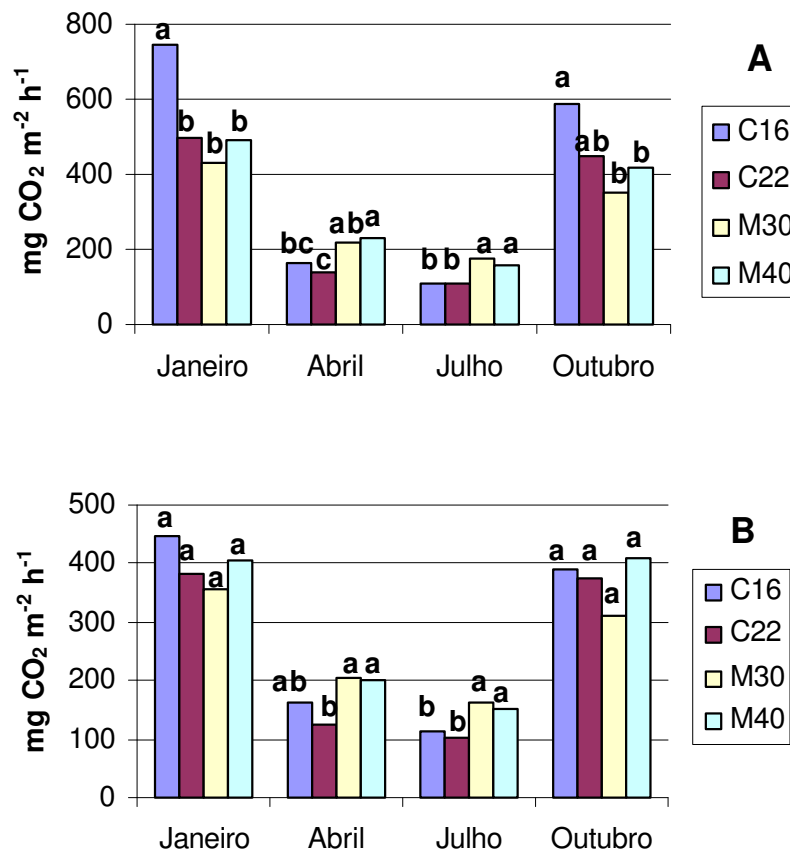 A
mg CO₂ m⁻² h⁻¹
800
600
400
200
0
a
b
b
b
bc
c
ab
a
b
b
a
a
a
ab
b
b
Janeiro
Abril
Julho
Outubro
C16
C22
M30
M40
B
mg CO₂ m⁻² h⁻¹
500
400
300
200
100
0
a
a
a
a
ab
b
a
a
b
b
a
a
a
a
a
a
Janeiro
Abril
Julho
Outubro
C16
C22
M30
M40